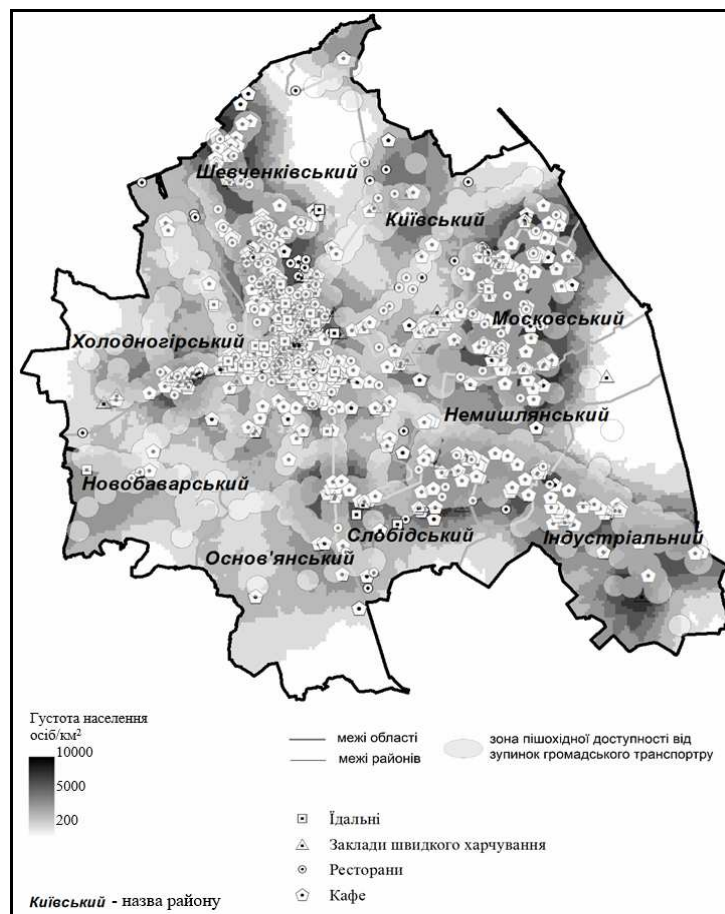 Шевченківський
Київський
Московський
Холодногірський
Немишлянський
Новобаварський
Слобідський
Індустріальний
Основ'янський
Густота населення
осіб/км²
10000
5000
200
межі області
межі районів
зона пішохідної доступності від
зупинок громадського транспортру
Їдальні
Заклади швидкого харчування
Ресторани
Кафе
Київський - назва району